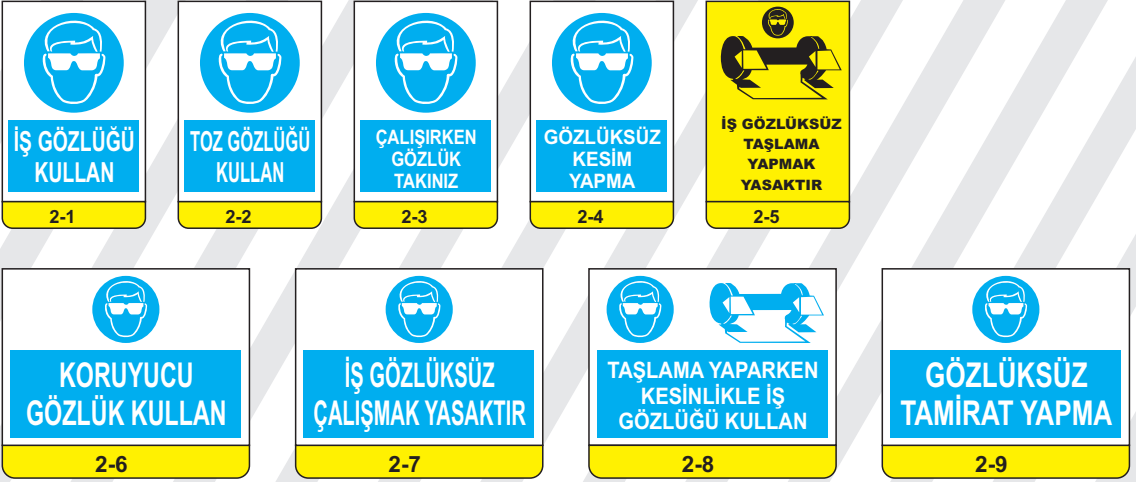 İŞ GÖZLÜĞÜ
KULLAN
2-1
TOZ GÖZLÜĞÜ
KULLAN
2-2
ÇALIŞIRKEN
GÖZLÜK
TAKINIZ
2-3
GÖZLÜKSÜZ
KESİM
YAPMA
2-4
İŞ GÖZLÜKSÜZ
TAŞLAMA
YAPMAK
YASAKTIR
2-5
KORUYUCU
GÖZLÜK KULLAN
2-6
İŞ GÖZLÜKSÜZ
ÇALIŞMAK YASAKTIR
2-7
TAŞLAMA YAPARKEN
KESİNLİKLE İŞ
GÖZLÜĞÜ KULLAN
2-8
GÖZLÜKSÜZ
TAMİRAT YAPMA
2-9